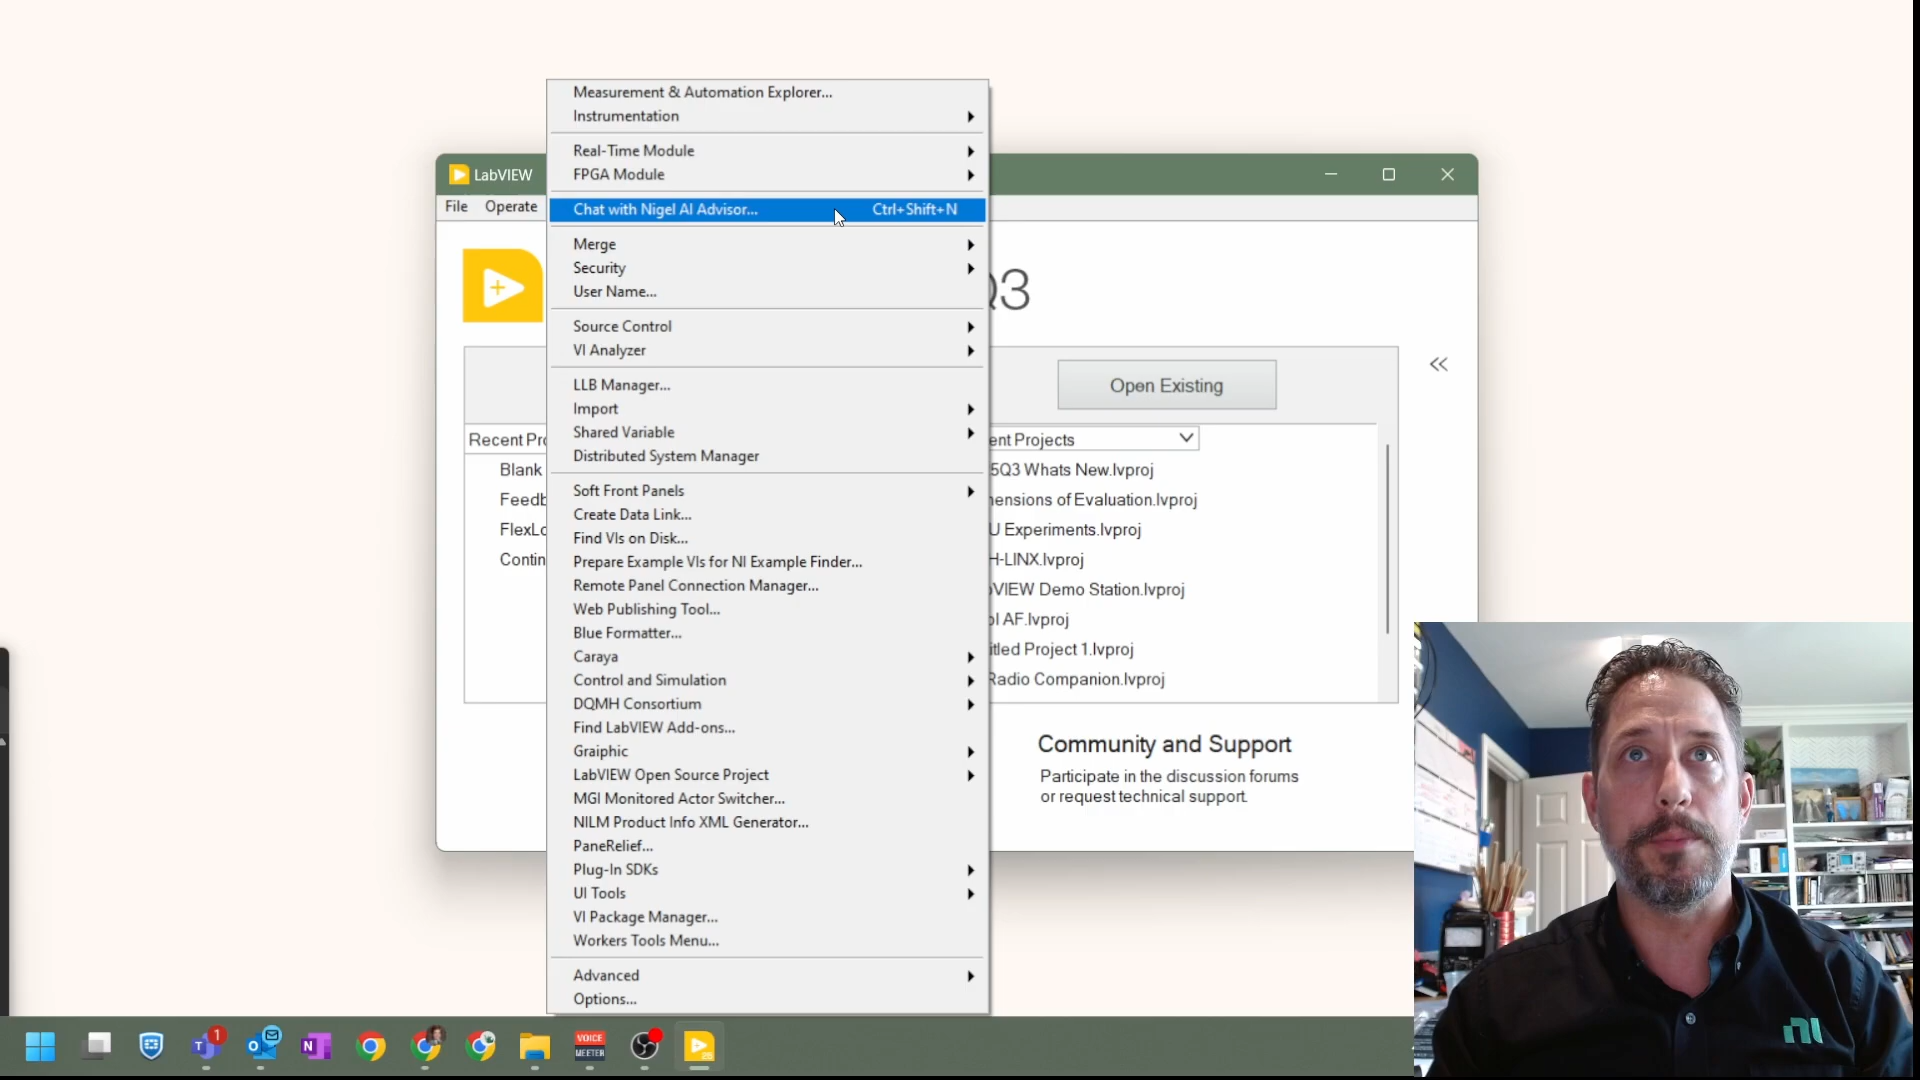 Measurement & Automation Explorer...
Instrumentation
Real-Time Module
FPGA Module
Chat with Nigel AI Advisor... Ctrl+Shift+N
Merge
Security
User Name...
Source Control
VI Analyzer
LLB Manager...
Import
Shared Variable
Distributed System Manager
Soft Front Panels
Create Data Link...
Find VIs on Disk...
Prepare Example VIs for NI Example Finder...
Remote Panel Connection Manager...
Web Publishing Tool...
Blue Formatter...
Caraya
Control and Simulation
DQMH Consortium
Find LabVIEW Add-ons...
Graiphic
LabVIEW Open Source Project
MGI Monitored Actor Switcher...
NILM Product Info XML Generator...
PaneRelief...
Plug-In SDKs
UI Tools
VI Package Manager...
Workers Tools Menu...
Advanced
Options...
LabVIEW
File Operate
Q3
Open Existing
Recent Pro
Blank
Feedb
FlexLo
Contin
ent Projects
5Q3 Whats New.lvproj
ensions of Evaluation.lvproj
U Experiments.lvproj
H-LINX.lvproj
VIEW Demo Station.lvproj
ol AF.lvproj
itled Project 1.lvproj
Radio Companion.lvproj
Community and Support
Participate in the discussion forums
or request technical support.
1
VOICE
MEETER
ni